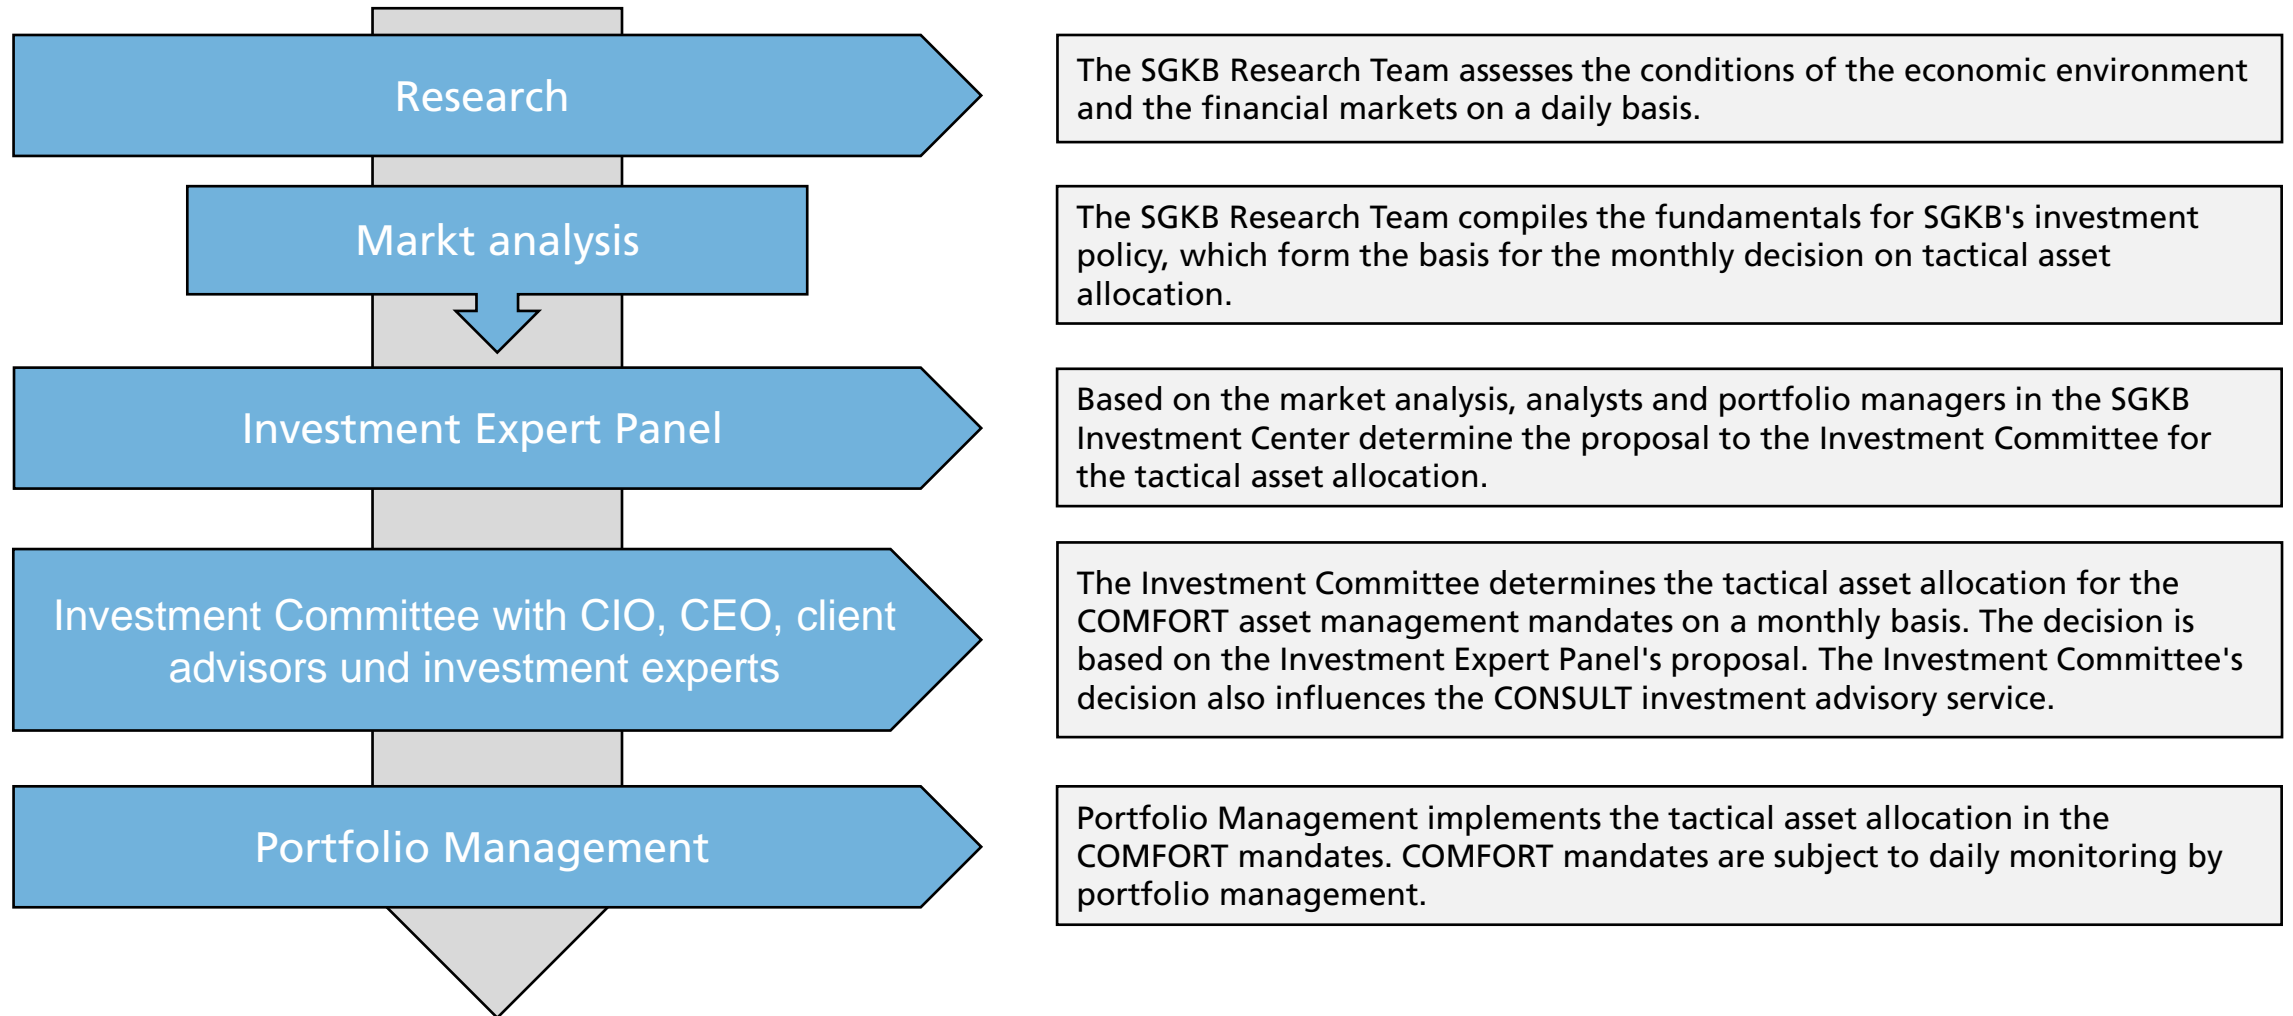 Research
The SGKB Research Team assesses the conditions of the economic environment
and the financial markets on a daily basis.
Markt analysis
The SGKB Research Team compiles the fundamentals for SGKB's investment
policy, which form the basis for the monthly decision on tactical asset
allocation.
Investment Expert Panel
Based on the market analysis, analysts and portfolio managers in the SGKB
Investment Center determine the proposal to the Investment Committee for
the tactical asset allocation.
Investment Committee with CIO, CEO, client
advisors und investment experts
The Investment Committee determines the tactical asset allocation for the
COMFORT asset management mandates on a monthly basis. The decision is
based on the Investment Expert Panel's proposal. The Investment Committee's
decision also influences the CONSULT investment advisory service.
Portfolio Management
Portfolio Management implements the tactical asset allocation in the
COMFORT mandates. COMFORT mandates are subject to daily monitoring by
portfolio management.